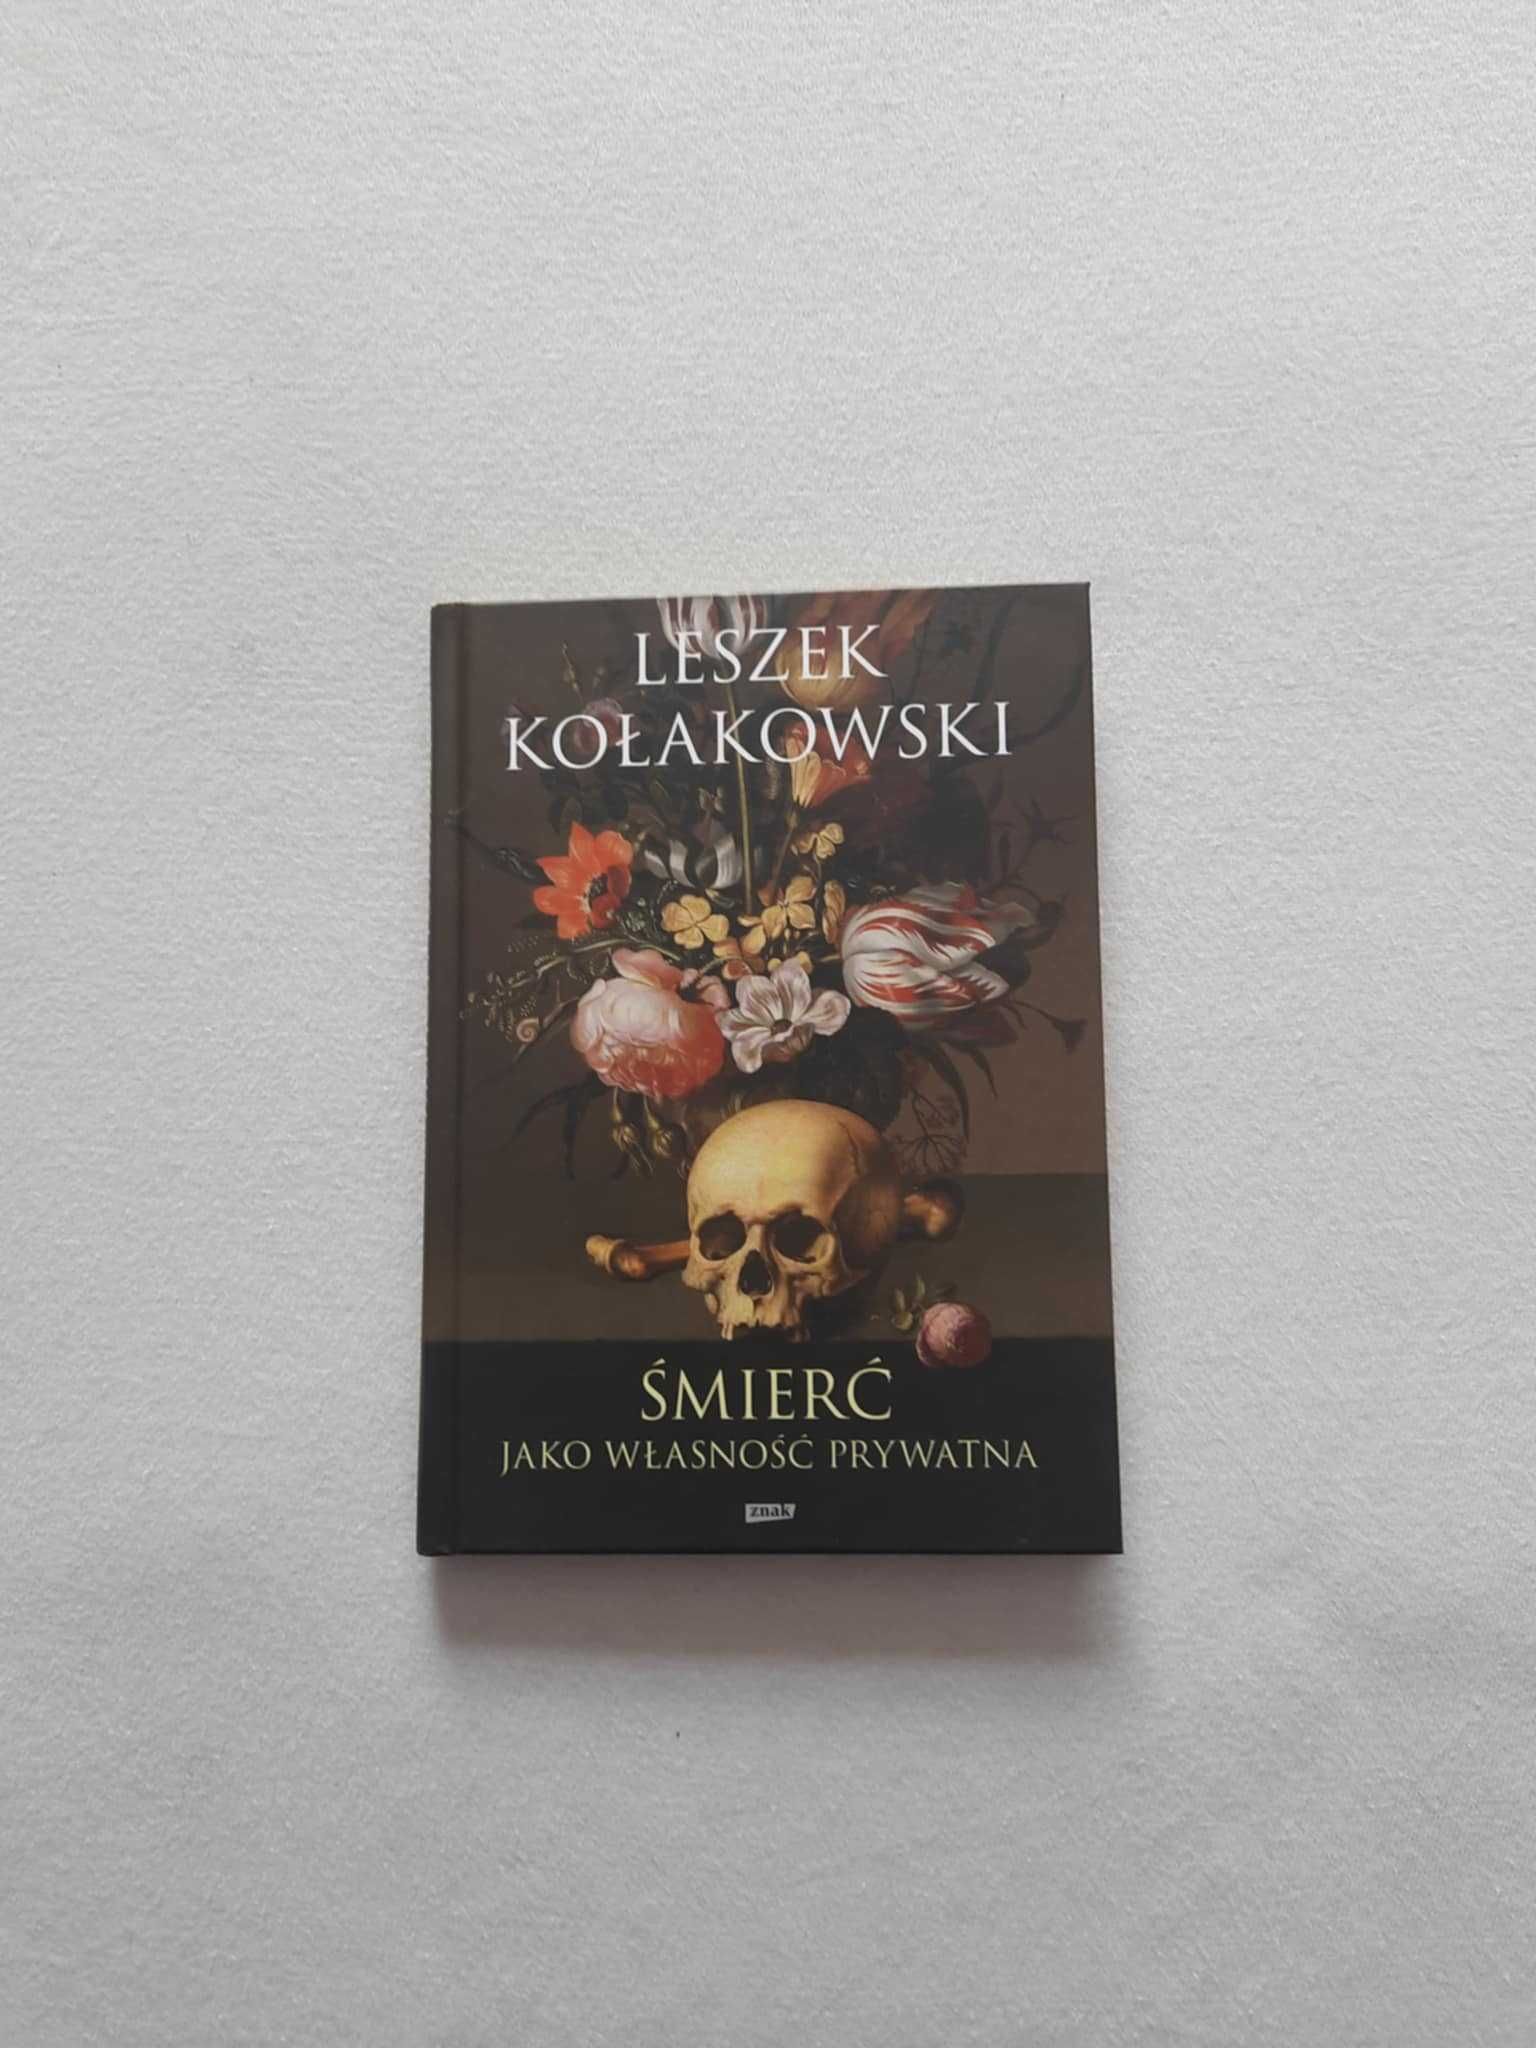 LESZEK
KOŁAKOWSKI
ŚMIERĆ
JAKO WŁASNOŚĆ PRYWATNA
znak